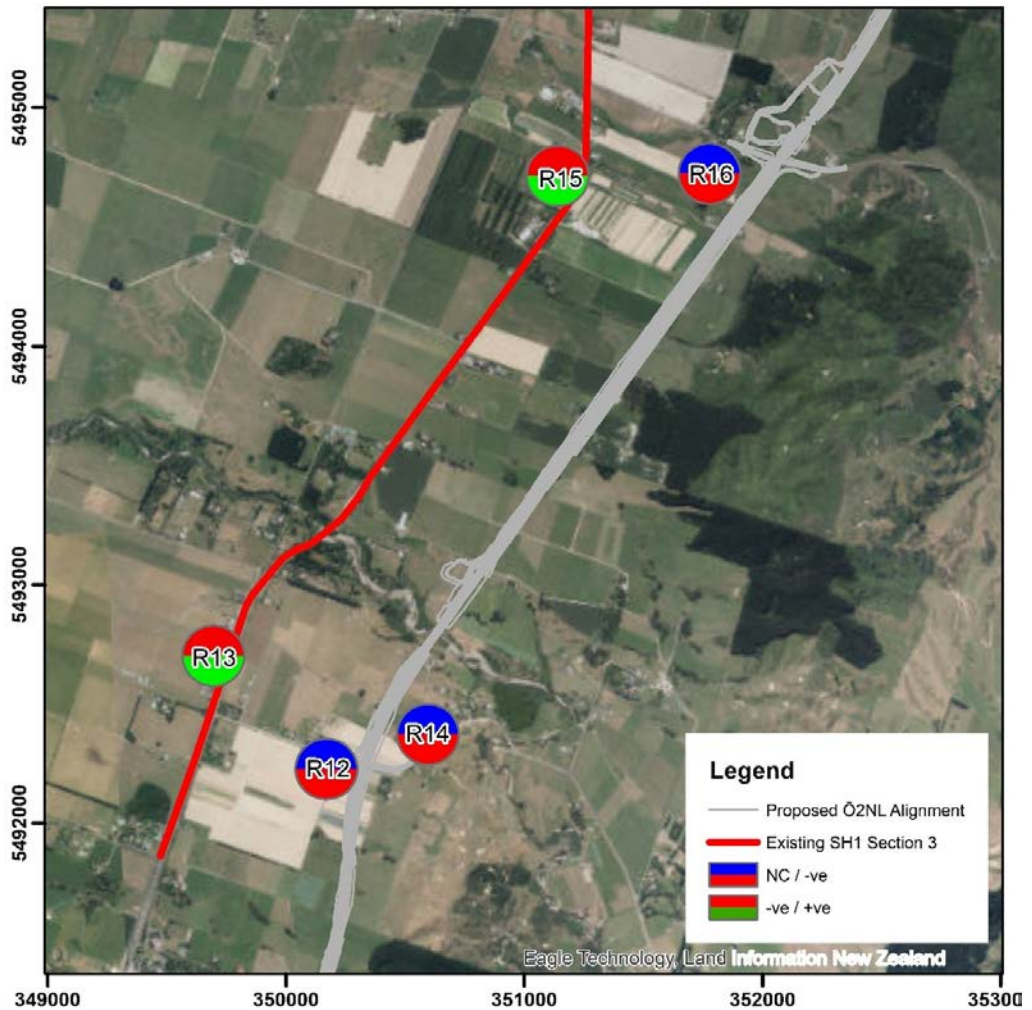 5495000
R15
R16
5494000
5493000
R13
R14
R12
5492000
Legend
Proposed Ō2NL Alignment
Existing SH1 Section 3
NC / -ve
-ve / +ve
Eagle Technology, Land Information New Zealand
349000
350000
351000
352000
35300